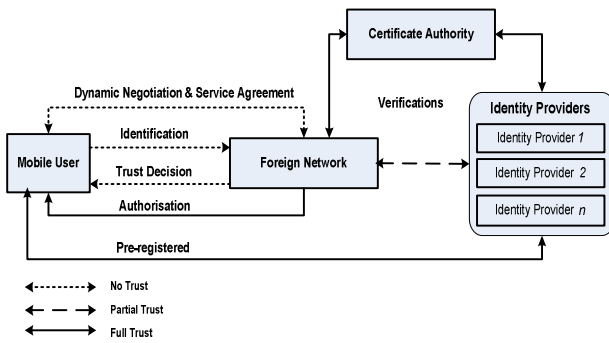 Certificate Authority
Dynamic Negotiation & Service Agreement
Verifications
Identity Providers
Identification
Identity Provider 1
Mobile User
Foreign Network
Trust Decision
Identity Provider 2
Authorisation
Identity Provider n
Pre-registered
No Trust
Partial Trust
Full Trust